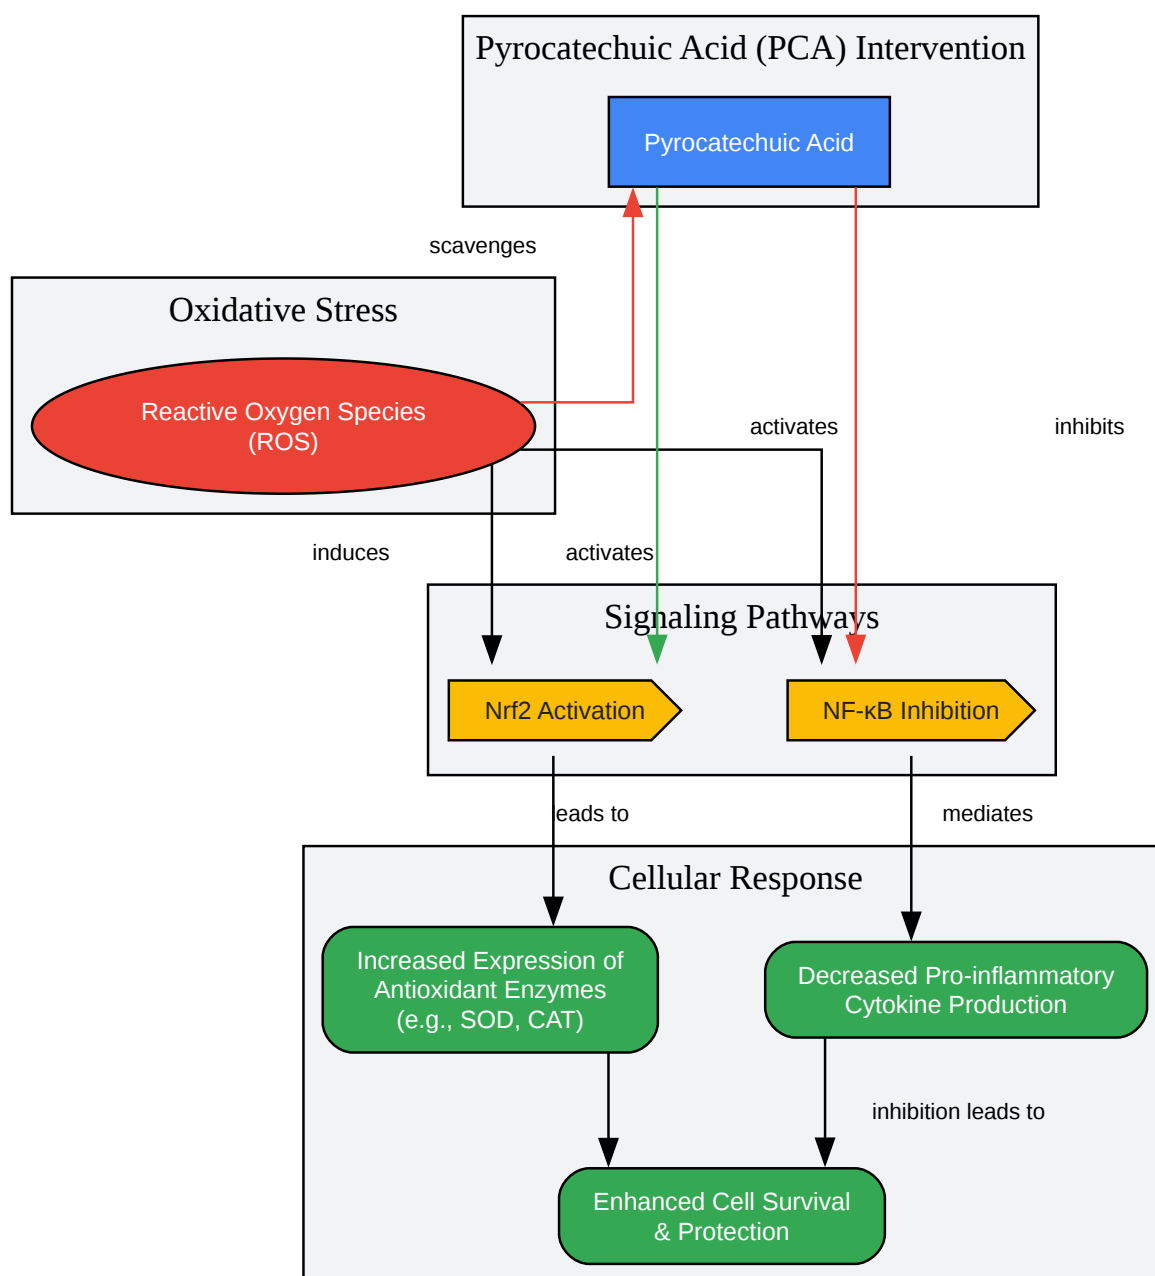 Pyrocatechuic Acid (PCA) Intervention
Pyrocatechuic Acid
scavenges
Oxidative Stress
Reactive Oxygen Species
(ROS)
activates
inhibits
induces
activates
Signaling Pathways
Nrf2 Activation
NF-κB Inhibition
leads to
mediates
Cellular Response
Increased Expression of
Antioxidant Enzymes
(e.g., SOD, CAT)
Decreased Pro-inflammatory
Cytokine Production
inhibition leads to
Enhanced Cell Survival
& Protection